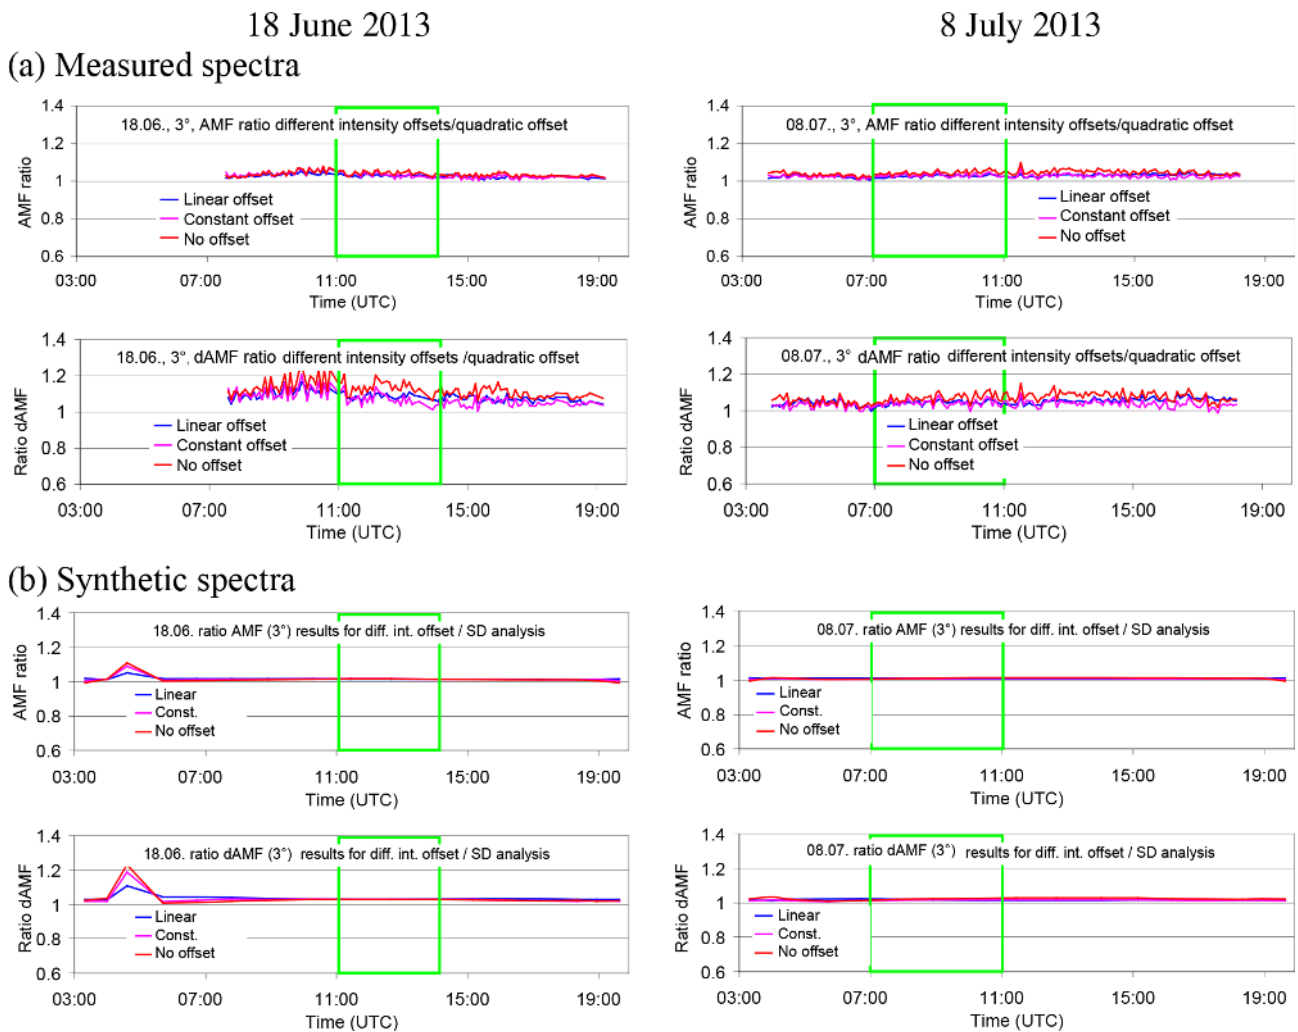 18 June 2013
8 July 2013
(a) Measured spectra
1.4
1.2
1
0.8
0.6
AMF ratio
18.06., 3°, AMF ratio different intensity offsets/quadratic offset
Linear offset
Constant offset
No offset
03:00
07:00
11:00
15:00
19:00
Time (UTC)
1.4
1.2
1
0.8
0.6
AMF ratio
08.07., 3°, AMF ratio different intensity offsets/quadratic offset
Linear offset
Constant offset
No offset
03:00
07:00
11:00
15:00
19:00
Time (UTC)
1.4
1.2
1
0.8
0.6
Ratio dAMF
18.06., 3°, dAMF ratio different intensity offsets /quadratic offset
Linear offset
Constant offset
No offset
03:00
07:00
11:00
15:00
19:00
Time (UTC)
1.4
1.2
1
0.8
0.6
Ratio dAMF
08.07., 3° dAMF ratio different intensity offsets/quadratic offset
Linear offset
Constant offset
No offset
03:00
07:00
11:00
15:00
19:00
Time (UTC)
(b) Synthetic spectra
1.4
1.2
1
0.8
0.6
AMF ratio
18.06. ratio AMF (3°) results for diff. int. offset / SD analysis
Linear
Const.
No offset
03:00
07:00
11:00
15:00
19:00
Time (UTC)
1.4
1.2
1
0.8
0.6
AMF ratio
08.07. ratio AMF (3°) results for diff. int. offset / SD analysis
Linear
Const.
No offset
03:00
07:00
11:00
15:00
19:00
Time (UTC)
1.4
1.2
1
0.8
0.6
Ratio dAMF
18.06. ratio dAMF (3°) results for diff. int. offset / SD analysis
Linear
Const.
No offset
03:00
07:00
11:00
15:00
19:00
Time (UTC)
1.4
1.2
1
0.8
0.6
Ratio dAMF
08.07. ratio dAMF (3°) results for diff. int. offset / SD analysis
Linear
Const.
No offset
03:00
07:00
11:00
15:00
19:00
Time (UTC)